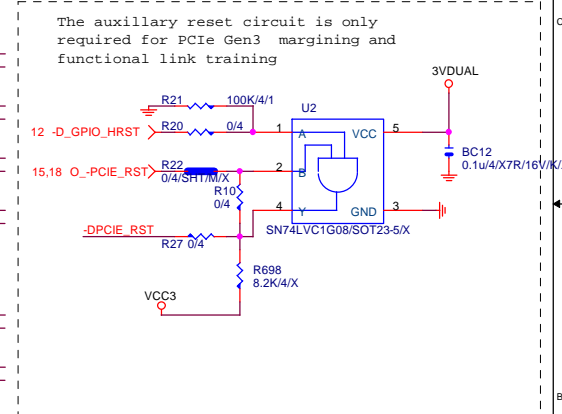 The auxillary reset circuit is only
required for PCIe Gen3 margining and
functional link training
3VDUAL
R21 100K/4/1
U2
12 -D_GPIO_HRST R20 0/4 1 A VCC 5
BC12
0.1u/4/X7R/16V/K/
15,18 O_-PCIE_RST R22 2 B
0/4/SHT/M/X
R10
0/4
4 Y GND 3
-DPCIE_RST
R27 0/4
SN74LVC1G08/SOT23-5/X
R698
8.2K/4/X
VCC3
C
B